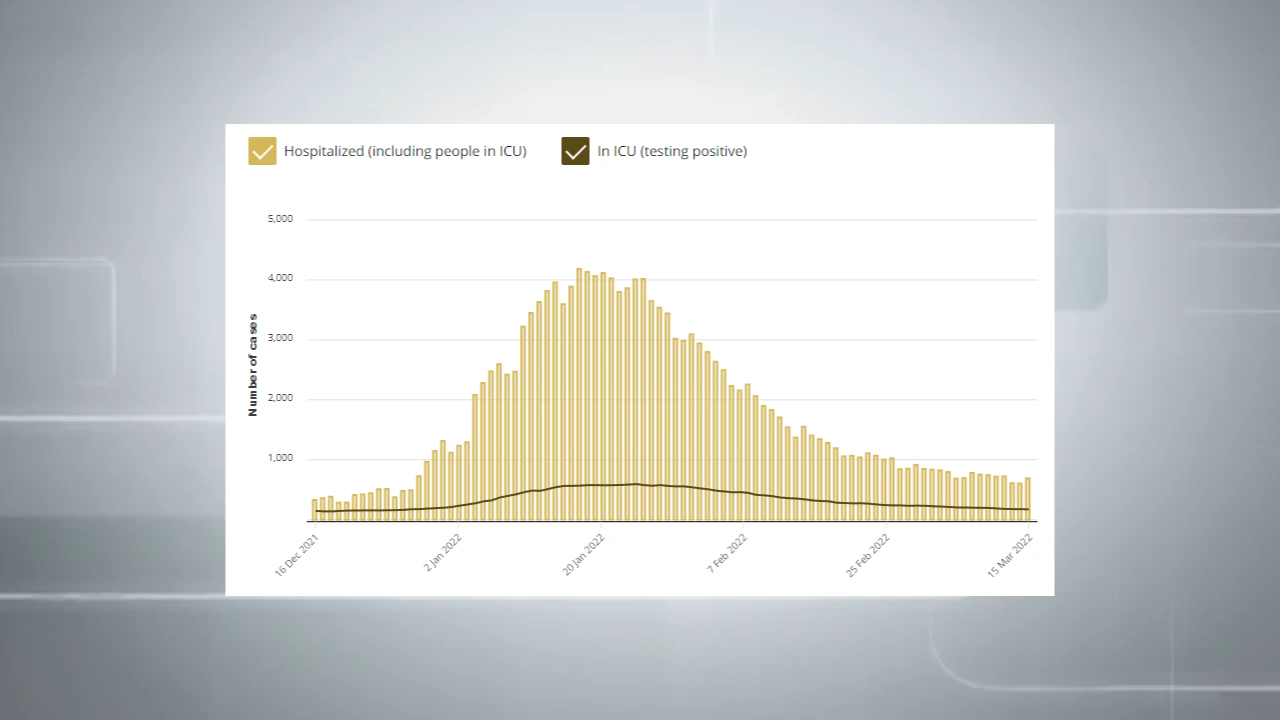 Hospitalized (including people in ICU) In ICU (testing positive)
5,000
4,000
3,000
2,000
1,000
Number of cases
16 Dec 2021
2 Jan 2022
20 Jan 2022
7 Feb 2022
25 Feb 2022
15 Mar 2022